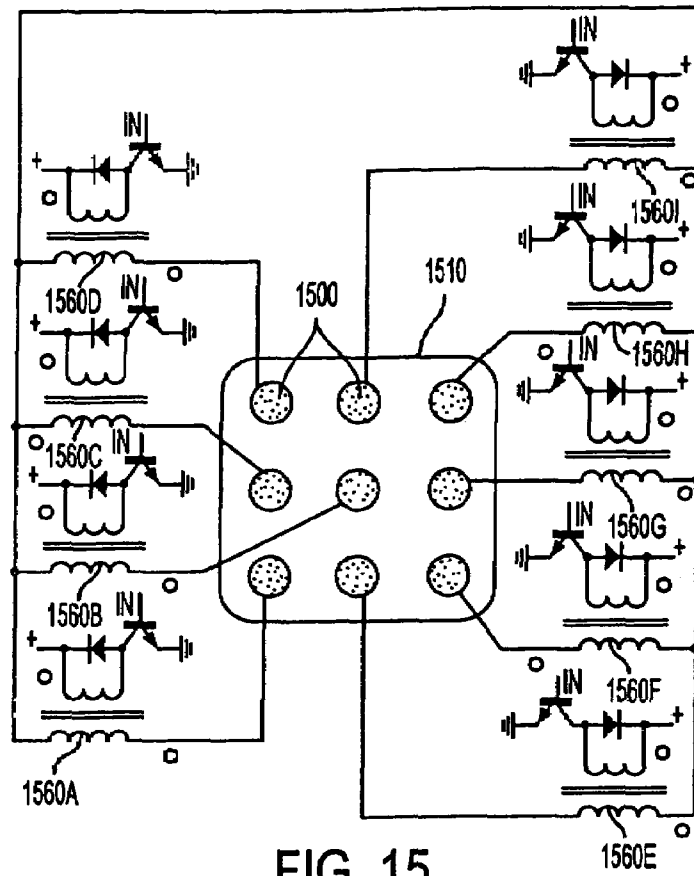 IN
+
IN
+
1560I
IN
+
1560D
IN
+
1500
1510
IN
+
1560H
IN
+
1560C
IN
+
1560G
IN
+
1560B
IN
+
1560F
IN
+
1560A
1560E
FIG. 15